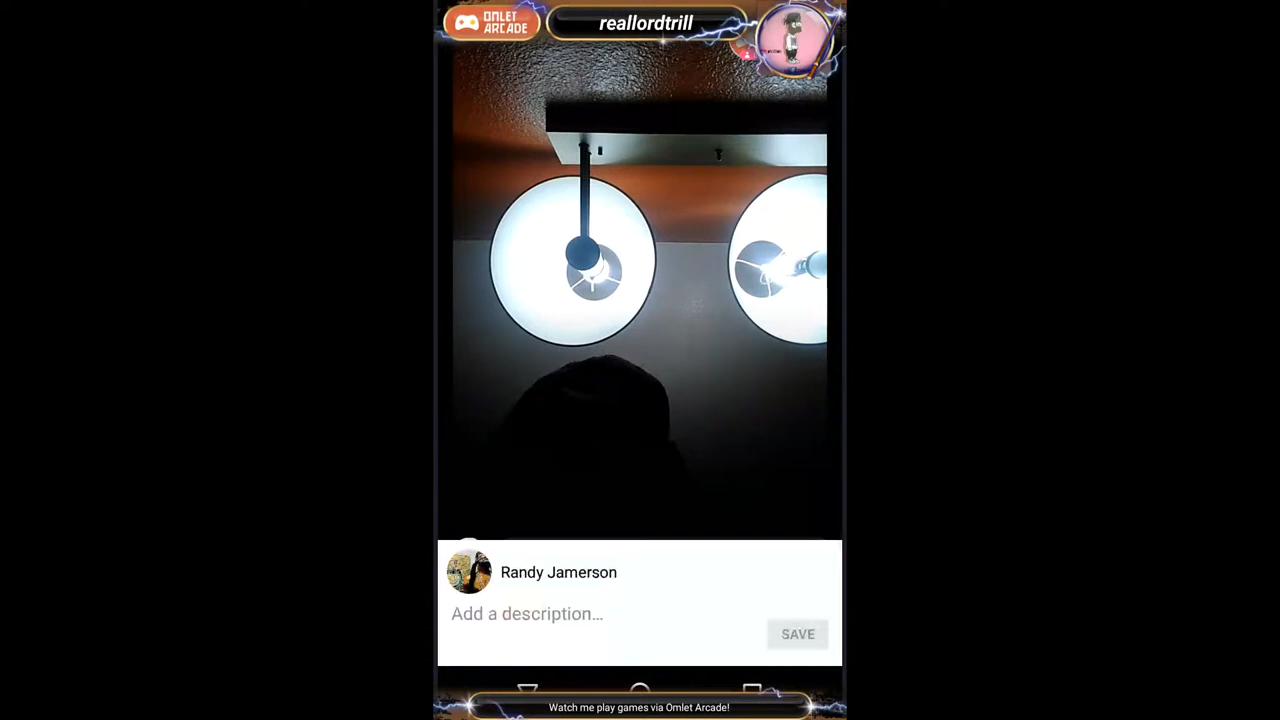 OMLET
ARCADE
reallordtrill
Randy Jamerson
Add a description…
SAVE
Watch me play games via Omlet Arcade!